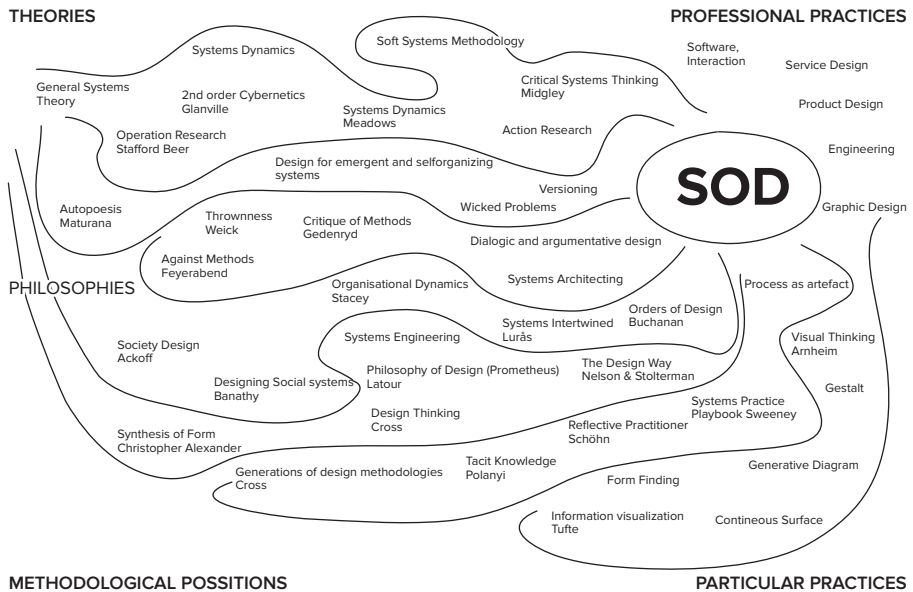 THEORIES
PROFESSIONAL PRACTICES
Systems Dynamics
Soft Systems Methodology
Software,
Interaction
Service Design
General Systems
Theory
2nd order Cybernetics
Glanville
Systems Dynamics
Meadows
Critical Systems Thinking
Midgley
Product Design
Operation Research
Stafford Beer
Action Research
Engineering
Design for emergent and selforganizing
systems
Versioning
SOD
Autopoesis
Maturana
Thrownness
Weick
Critique of Methods
Gedenryd
Wicked Problems
Graphic Design
Dialogic and argumentative design
Against Methods
Feyerabend
PHILOSOPHIES
Organisational Dynamics
Stacey
Systems Architecting
Process as artefact
Orders of Design
Buchanan
Systems Intertwined
Lurås
Systems Engineering
Visual Thinking
Arnheim
Society Design
Ackoff
Designing Social systems
Banathy
Philosophy of Design (Prometheus)
Latour
The Design Way
Nelson & Stolterman
Gestalt
Systems Practice
Playbook Sweeney
Design Thinking
Cross
Reflective Practitioner
Schöhn
Synthesis of Form
Christopher Alexander
Generations of design methodologies
Cross
Tacit Knowledge
Polanyi
Form Finding
Generative Diagram
Information visualization
Tufte
Contineous Surface
METHODOLOGICAL POSSITIONS
PARTICULAR PRACTICES